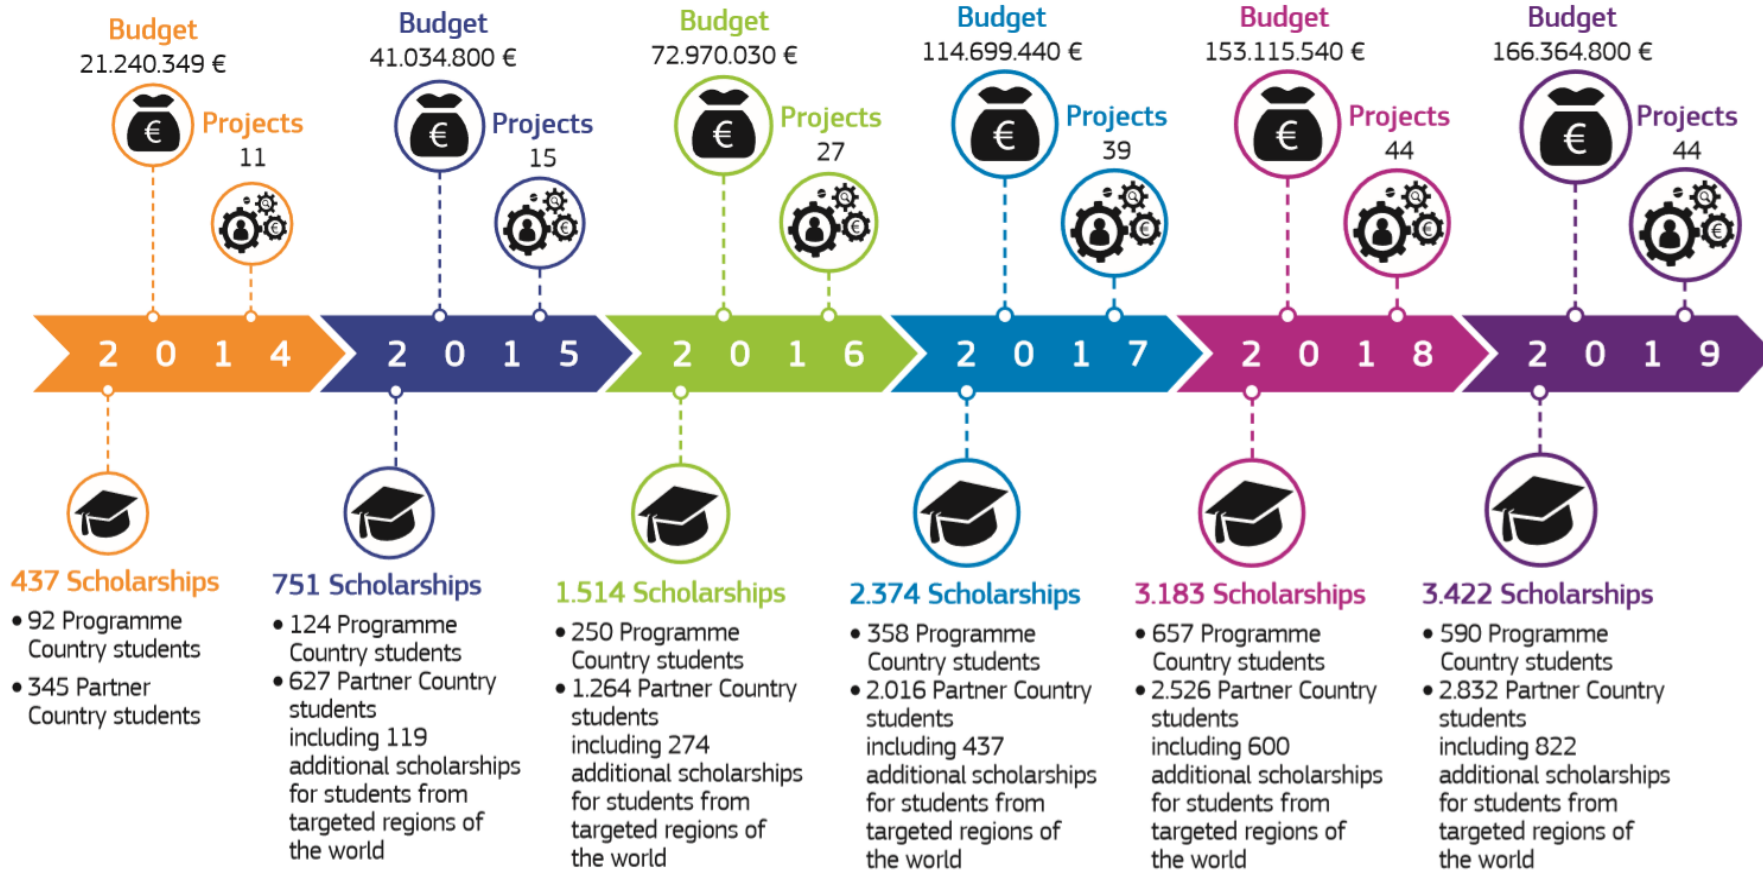 Budget
21.240.349 €
Projects
11
2 0 1 4
437 Scholarships
• 92 Programme
Country students
• 345 Partner
Country students
Budget
41.034.800 €
Projects
15
2 0 1 5
751 Scholarships
• 124 Programme
Country students
• 627 Partner Country
students
including 119
additional scholarships
for students from
targeted regions of
the world
Budget
72.970.030 €
Projects
27
2 0 1 6
1.514 Scholarships
• 250 Programme
Country students
• 1.264 Partner Country
students
including 274
additional scholarships
for students from
targeted regions of
the world
Budget
114.699.440 €
Projects
39
2 0 1 7
2.374 Scholarships
• 358 Programme
Country students
• 2.016 Partner Country
students
including 437
additional scholarships
for students from
targeted regions of
the world
Budget
153.115.540 €
Projects
44
2 0 1 8
3.183 Scholarships
• 657 Programme
Country students
• 2.526 Partner Country
students
including 600
additional scholarships
for students from
targeted regions of
the world
Budget
166.364.800 €
Projects
44
2 0 1 9
3.422 Scholarships
• 590 Programme
Country students
• 2.832 Partner Country
students
including 822
additional scholarships
for students from
targeted regions of
the world